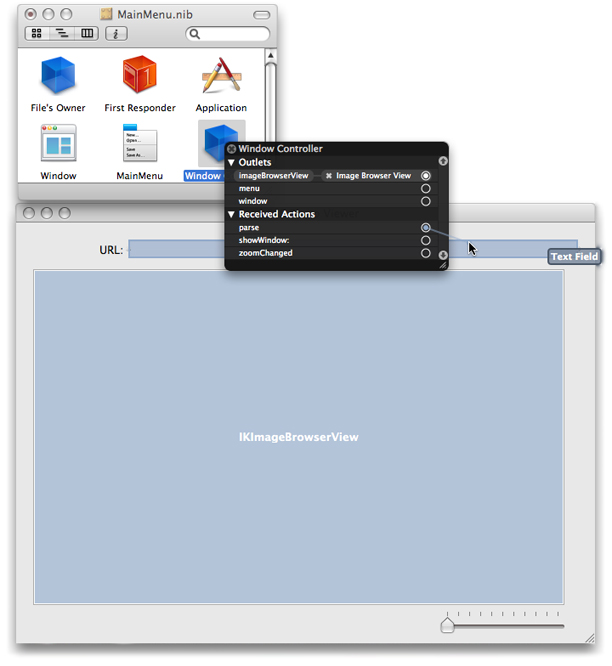 MainMenu.nib
File's Owner
First Responder
Application
Window
MainMenu
Window
Window Controller
Outlets
imageBrowserView
Image Browser View
menu
window
Received Actions
parse
showWindow:
zoomChanged
URL:
Text Field
IKImageBrowserView